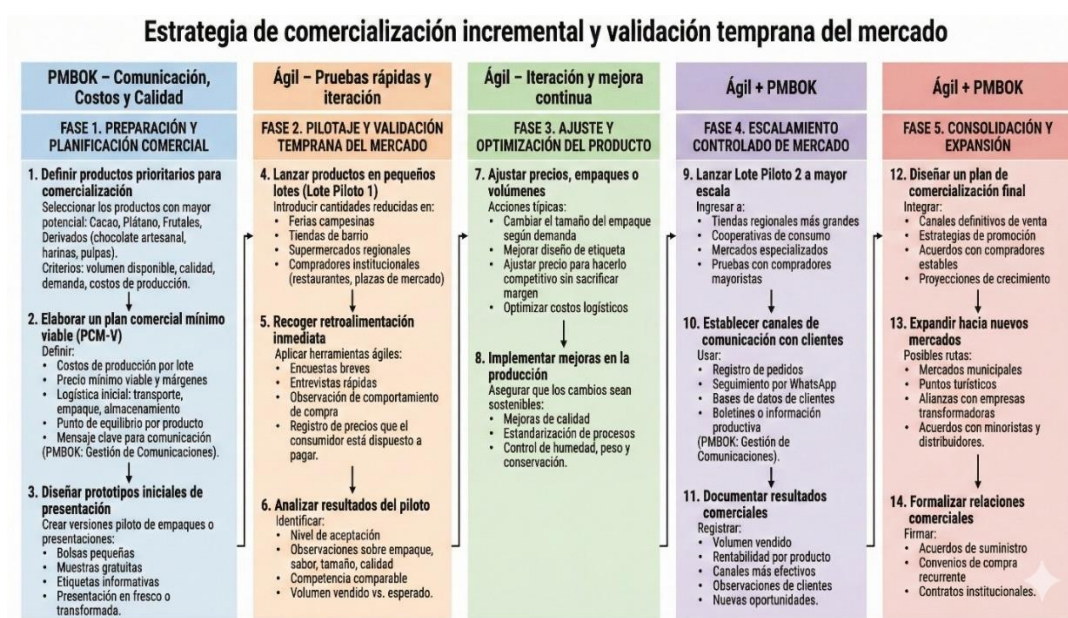 Estrategia de comercialización incremental y validación temprana del mercado
PMBOK – Comunicación,
Costos y Calidad
FASE 1. PREPARACIÓN Y
PLANIFICACIÓN COMERCIAL
1. Definir productos prioritarios para
comercialización
Seleccionar los productos con mayor
potencial: Cacao, Plátano, Frutales,
Derivados (chocolate artesanal,
harinas, pulpas).
Criterios: volumen disponible, calidad,
demanda, costos de producción.
2. Elaborar un plan comercial mínimo
viable (PCM-V)
Definir:
• Costos de producción por lote
• Precio mínimo viable y márgenes
• Logística inicial: transporte,
empaque, almacenamiento
• Punto de equilibrio por producto
• Mensaje clave para comunicación
(PMBOK: Gestión de Comunicaciones).
3. Diseñar prototipos iniciales de
presentación
Crear versiones piloto de empaques o
presentaciones:
• Bolsas pequeñas
• Muestras gratuitas
• Etiquetas informativas
• Presentación en fresco o
transformada.
Ágil – Pruebas rápidas y
iteración
FASE 2. PILOTAJE Y VALIDACIÓN
TEMPRANA DEL MERCADO
4. Lanzar productos en pequeños
lotes (Lote Piloto 1)
Introducir cantidades reducidas en:
• Ferias campesinas
• Tiendas de barrio
• Supermercados regionales
• Compradores institucionales
(restaurantes, plazas de mercado)
5. Recoger retroalimentación
inmediata
Aplicar herramientas ágiles:
• Encuestas breves
• Entrevistas rápidas
• Observación de comportamiento
de compra
• Registro de precios que el
consumidor está dispuesto a
pagar.
6. Analizar resultados del piloto
Identificar:
• Nivel de aceptación
• Observaciones sobre empaque,
sabor, tamaño, calidad
• Competencia comparable
• Volumen vendido vs. esperado.
Ágil – Iteración y mejora
continua
FASE 3. AJUSTE Y
OPTIMIZACIÓN DEL PRODUCTO
7. Ajustar precios, empaques o
volúmenes
Acciones típicas:
• Cambiar el tamaño del empaque
según demanda
• Mejorar diseño de etiqueta
• Ajustar precio para hacerlo
competitivo sin sacrificar
margen
• Optimizar costos logísticos
8. Implementar mejoras en la
producción
Asegurar que los cambios sean
sostenibles:
• Mejoras de calidad
• Estandarización de procesos
• Control de humedad, peso y
conservación.
Ágil + PMBOK
FASE 4. ESCALAMIENTO
CONTROLADO DE MERCADO
9. Lanzar Lote Piloto 2 a mayor
escala
Ingresar a:
• Tiendas regionales más grandes
• Cooperativas de consumo
• Mercados especializados
• Pruebas con compradores
mayoristas
10. Establecer canales de
comunicación con clientes
Usar:
• Registro de pedidos
• Seguimiento por WhatsApp
• Bases de datos de clientes
• Boletines o información
productiva
(PMBOK: Gestión de
Comunicaciones).
11. Documentar resultados
comerciales
Registrar:
• Volumen vendido
• Rentabilidad por producto
• Canales más efectivos
• Observaciones de clientes
• Nuevas oportunidades.
Ágil + PMBOK
FASE 5. CONSOLIDACIÓN Y
EXPANSIÓN
12. Diseñar un plan de
comercialización final
Integrar:
• Canales definitivos de venta
• Estrategias de promoción
• Acuerdos con compradores
estables
• Proyecciones de crecimiento
13. Expandir hacia nuevos
mercados
Posibles rutas:
• Mercados municipales
• Puntos turísticos
• Alianzas con empresas
transformadoras
• Acuerdos con minoristas y
distribuidores.
14. Formalizar relaciones
comerciales
Firmar:
• Acuerdos de suministro
• Convenios de compra
recurrente
• Contratos institucionales.